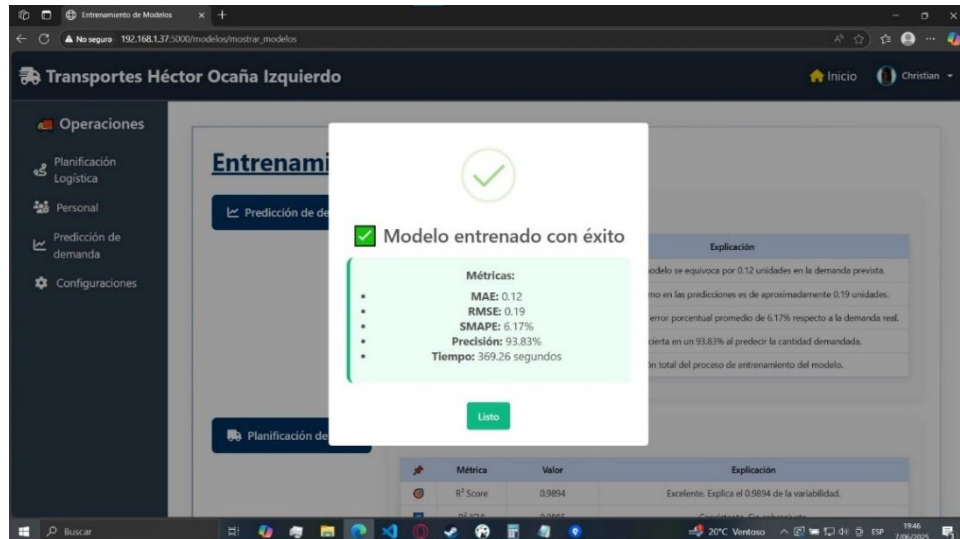 Entrenamiento de Modelos
No seguro 192.168.1.37:5000/modelos/mostrar_modelos
Transportes Héctor Ocaña Izquierdo
Inicio
Christian
Operaciones
Planificación
Logística
Personal
Predicción de
demanda
Configuraciones
Entrenami
Predicción de de
Modelo entrenado con éxito
Métricas:
MAE: 0.12
RMSE: 0.19
SMAPE: 6.17%
Precisión: 93.83%
Tiempo: 369.26 segundos
Listo
Explicación
odelo se equivoca por 0.12 unidades en la demanda prevista.
mo en las predicciones es de aproximadamente 0.19 unidades.
error porcentual promedio de 6.17% respecto a la demanda real.
cierta en un 93.83% al predecir la cantidad demandada.
ón total del proceso de entrenamiento del modelo.
Planificación de
Métrica Valor Explicación
R² Score 0.9894 Excelente. Explica el 0.9894 de la variabilidad.
Buscar
20°C Ventoso
ESP
19:46
7/06/2025